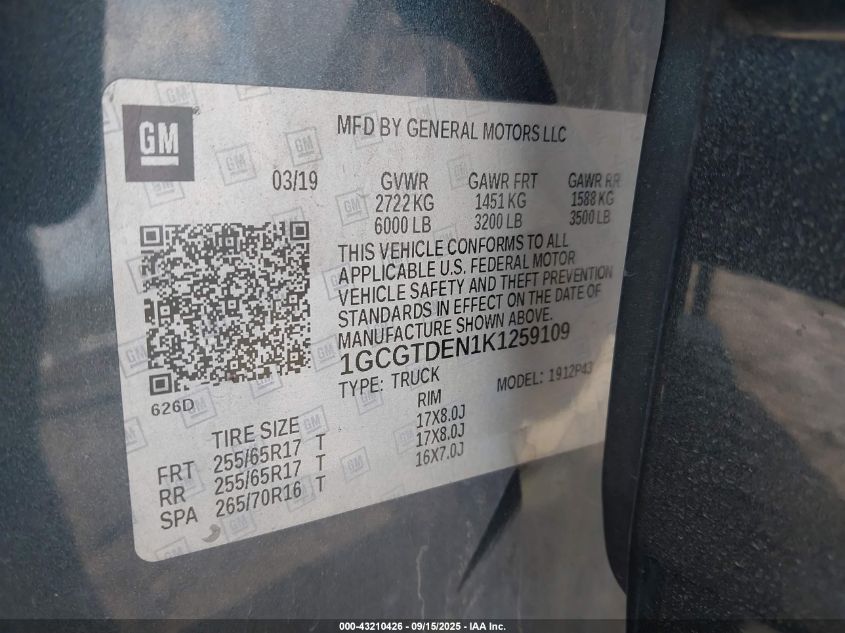 GM
MFD BY GENERAL MOTORS LLC
03/19 GVWR GAWR FRT GAWR RR
2722 KG 1451 KG 1588 KG
6000 LB 3200 LB 3500 LB
THIS VEHICLE CONFORMS TO ALL
APPLICABLE U.S. FEDERAL MOTOR
VEHICLE SAFETY AND THEFT PREVENTION
STANDARDS IN EFFECT ON THE DATE OF
MANUFACTURE SHOWN ABOVE.
1GCGTDEN1K1259109
TYPE: TRUCK MODEL: 1912P43
626D
TIRE SIZE RIM
FRT 255/65R17 T 17X8.0J
RR 255/65R17 T 17X8.0J
SPA 265/70R16 T 16X7.0J
000-43210426 - 09/15/2025 - IAA Inc.